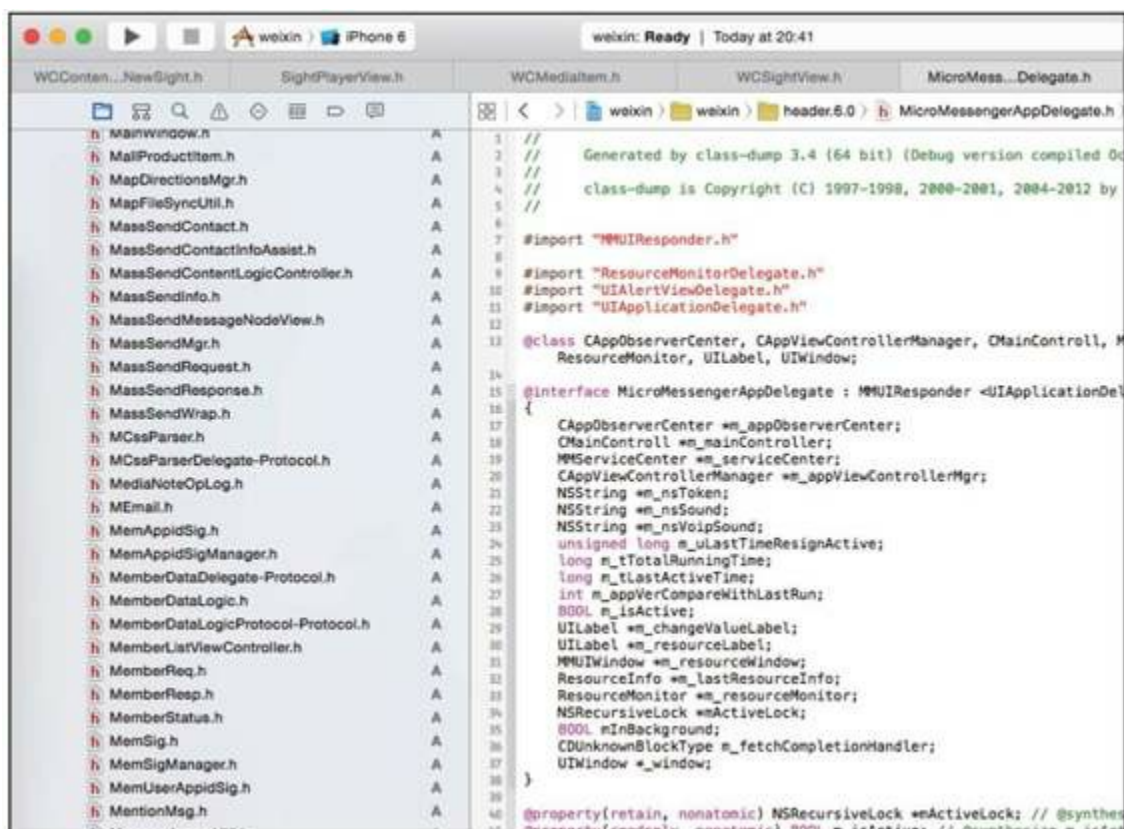 weixin 〉 iPhone 6
weixin: Ready | Today at 20:41
WCConten...NewSight.h
SightPlayerView.h
WCMediaItem.h
WCSightView.h
MicroMess...Delegate.h
weixin 〉 weixin 〉 header.6.0 〉 h MicroMessengerAppDelegate.h
h MainWindow.h A
h MallProductItem.h A
h MapDirectionsMgr.h A
h MapFileSyncUtil.h A
h MassSendContact.h A
h MassSendContactInfoAssist.h A
h MassSendContentLogicController.h A
h MassSendInfo.h A
h MassSendMessageNodeView.h A
h MassSendMgr.h A
h MassSendRequest.h A
h MassSendResponse.h A
h MassSendWrap.h A
h MCssParser.h A
h MCssParserDelegate-Protocol.h A
h MediaNoteOpLog.h A
h MEmail.h A
h MemAppidSig.h A
h MemAppidSigManager.h A
h MemberDataDelegate-Protocol.h A
h MemberDataLogic.h A
h MemberDataLogicProtocol-Protocol.h A
h MemberListViewController.h A
h MemberReq.h A
h MemberResp.h A
h MemberStatus.h A
h MemSig.h A
h MemSigManager.h A
h MemUserAppidSig.h A
h MentionMsg.h A
1 //
2 // Generated by class-dump 3.4 (64 bit) (Debug version compiled Oc
3 //
4 // class-dump is Copyright (C) 1997-1998, 2000-2001, 2004-2012 by
5 //
6
7 #import "MMUIResponder.h"
8
9 #import "ResourceMonitorDelegate.h"
10 #import "UIAlertViewDelegate.h"
11 #import "UIApplicationDelegate.h"
12
13 @class CAppObserverCenter, CAppViewControllerManager, CMainControll, M
ResourceMonitor, UILabel, UIWindow;
14
15 @interface MicroMessengerAppDelegate : MMUIResponder <UIApplicationDel
16 {
17 CAppObserverCenter *m_appObserverCenter;
18 CMainControll *m_mainController;
19 MMServiceCenter *m_serviceCenter;
20 CAppViewControllerManager *m_appViewControllerMgr;
21 NSString *m_nsToken;
22 NSString *m_nsSound;
23 NSString *m_nsVoipSound;
24 unsigned long m_uLastTimeResignActive;
25 long m_tTotalRunningTime;
26 long m_tLastActiveTime;
27 int m_appVerCompareWithLastRun;
28 BOOL m_isActive;
29 UILabel *m_changeValueLabel;
30 UILabel *m_resourceLabel;
31 MMUIWindow *m_resourceWindow;
32 ResourceInfo *m_lastResourceInfo;
33 ResourceMonitor *m_resourceMonitor;
34 NSRecursiveLock *mActiveLock;
35 BOOL mInBackground;
36 CDUnknownBlockType m_fetchCompletionHandler;
37 UIWindow *_window;
38 }
39
40 @property(retain, nonatomic) NSRecursiveLock *mActiveLock; // @synthes